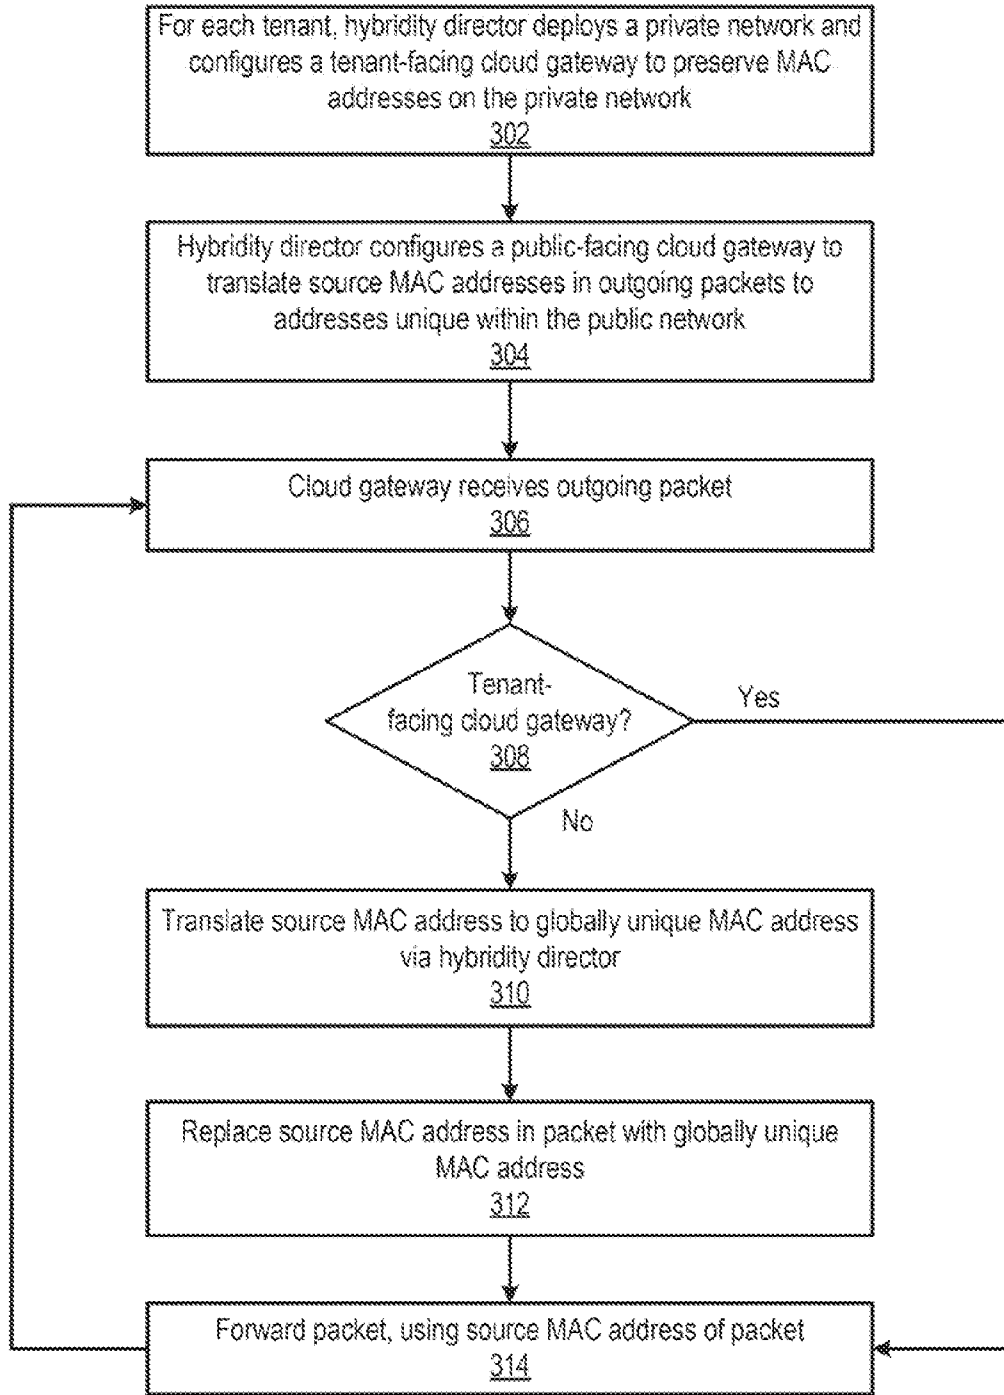 For each tenant, hybridity director deploys a private network and
configures a tenant-facing cloud gateway to preserve MAC
addresses on the private network
302
Hybridity director configures a public-facing cloud gateway to
translate source MAC addresses in outgoing packets to
addresses unique within the public network
304
Cloud gateway receives outgoing packet
306
Tenant-
facing cloud gateway?
308
Yes
No
Translate source MAC address to globally unique MAC address
via hybridity director
310
Replace source MAC address in packet with globally unique
MAC address
312
Forward packet, using source MAC address of packet
314